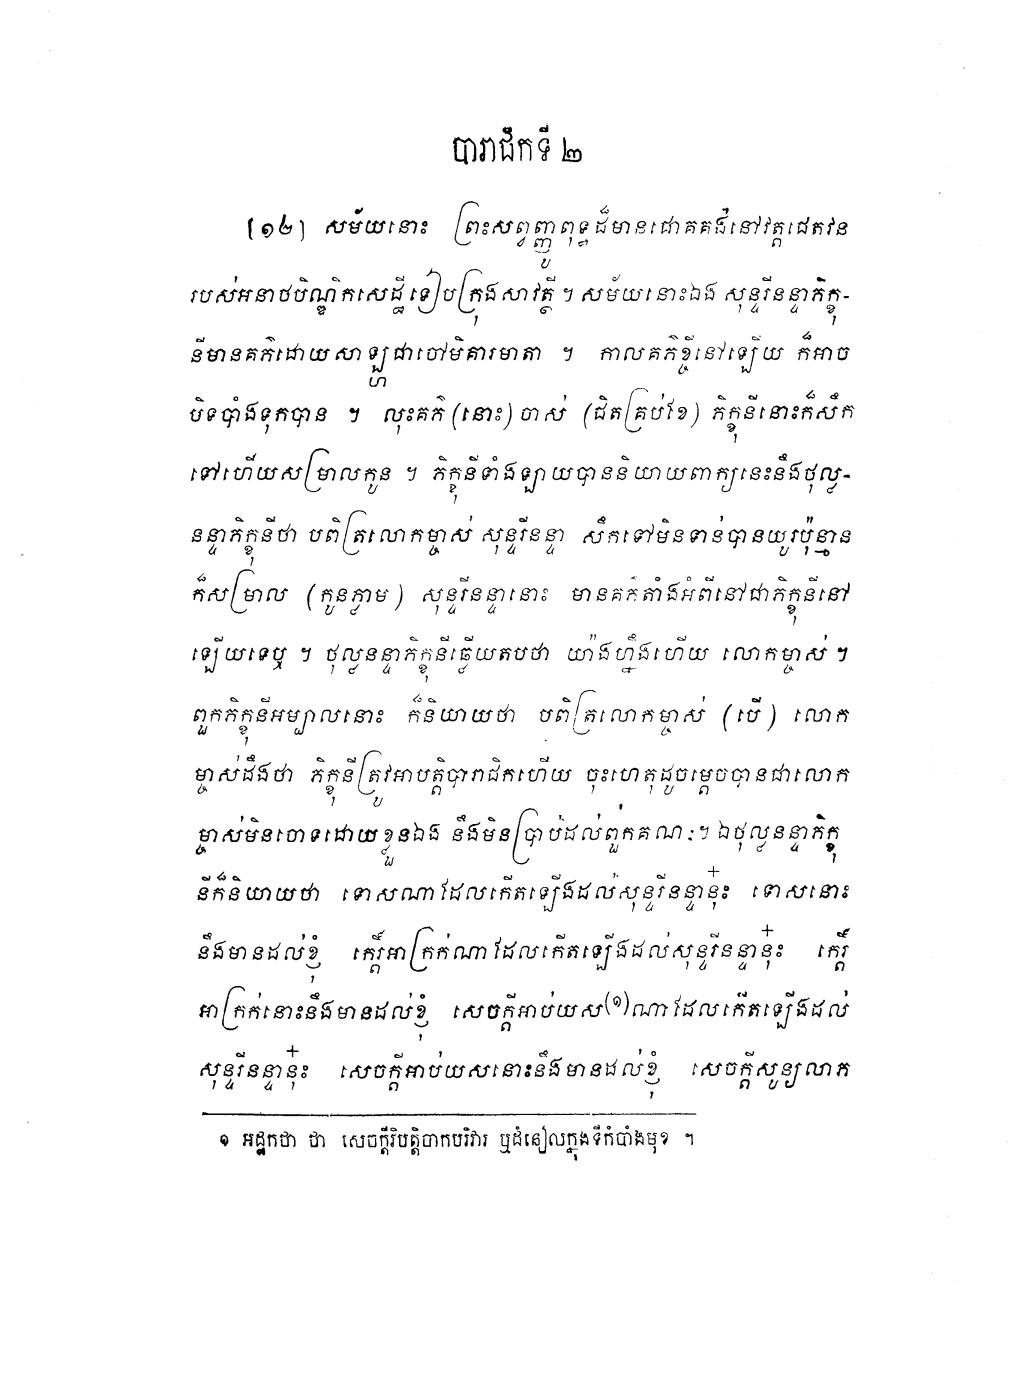 បារាជិកទី ២
[១២] សម័យនោះ ព្រះសព្វញ្ញូពុទ្ធដ៏មានជោគគង់នៅវត្តជេតវន
របស់អនាថបិណ្ឌិកសេដ្ឋីទៀបក្រុងសាវត្ថី ។ សម័យនោះឯង សុន្ទរីនន្ទាភិក្ខុ-
នីមានគភ៌ដោយសាឡ្ហជាចៅមិគារមាតា ។ កាលគភ៌ខ្ចីនៅឡើយ ក៏អាច
បិទបាំងទុកបាន ។ លុះគភ៌ (នោះ) ចាស់ (ជិតគ្រប់ខែ) ភិក្ខុនីនោះក៏សឹក
ទៅហើយសម្រាលកូន ។ ភិក្ខុនីទាំងឡាយបាននិយាយពាក្យនេះនឹងថុល្ល-
នន្ទាភិក្ខុនីថា បពិត្រលោកម្ចាស់ សុន្ទរីនន្ទា សឹកទៅមិនទាន់បានយូរប៉ុន្មាន
ក៏សម្រាល (កូនភ្លាម) សុន្ទរីនន្ទានោះ មានគភ៌តាំងអំពីនៅជាភិក្ខុនីនៅ
ឡើយទេឬ ។ ថុល្លនន្ទាភិក្ខុនីឆ្លើយតបថា យ៉ាងហ្នឹងហើយ លោកម្ចាស់ ។
ពួកភិក្ខុនីអម្បាលនោះ ក៏និយាយថា បពិត្រលោកម្ចាស់ (បើ) លោក
ម្ចាស់ដឹងថា ភិក្ខុនីត្រូវអាបត្តិបារាជិកហើយ ចុះហេតុដូចម្តេចបានជាលោក
ម្ចាស់មិនចោទដោយខ្លួនឯង នឹងមិនប្រាប់ដល់ពួកគណៈ ។ ឯថុល្លនន្ទាភិក្ខុ
នីក៏និយាយថា ទោសណាដែលកើតឡើងដល់សុន្ទរីនន្ទានុ៎ះ ទោសនោះ
នឹងមានដល់ខ្ញុំ កេរ្តិ៍អាក្រក់ណាដែលកើតឡើងដល់សុន្ទរីនន្ទានុ៎ះ កេរ្តិ៍
អាក្រក់នោះនឹងមានដល់ខ្ញុំ សេចក្តីអាប់យស(១)ណាដែលកើតឡើងដល់
សុន្ទរីនន្ទានុ៎ះ សេចក្តីអាប់យសនោះនឹងមានដល់ខ្ញុំ សេចក្តីសូន្យលាភ
១ អដ្ឋកថា ថា សេចក្តីវិបត្តិចាកបរិវារ ឬដំនៀលក្នុងទីកំបាំងមុខ ។